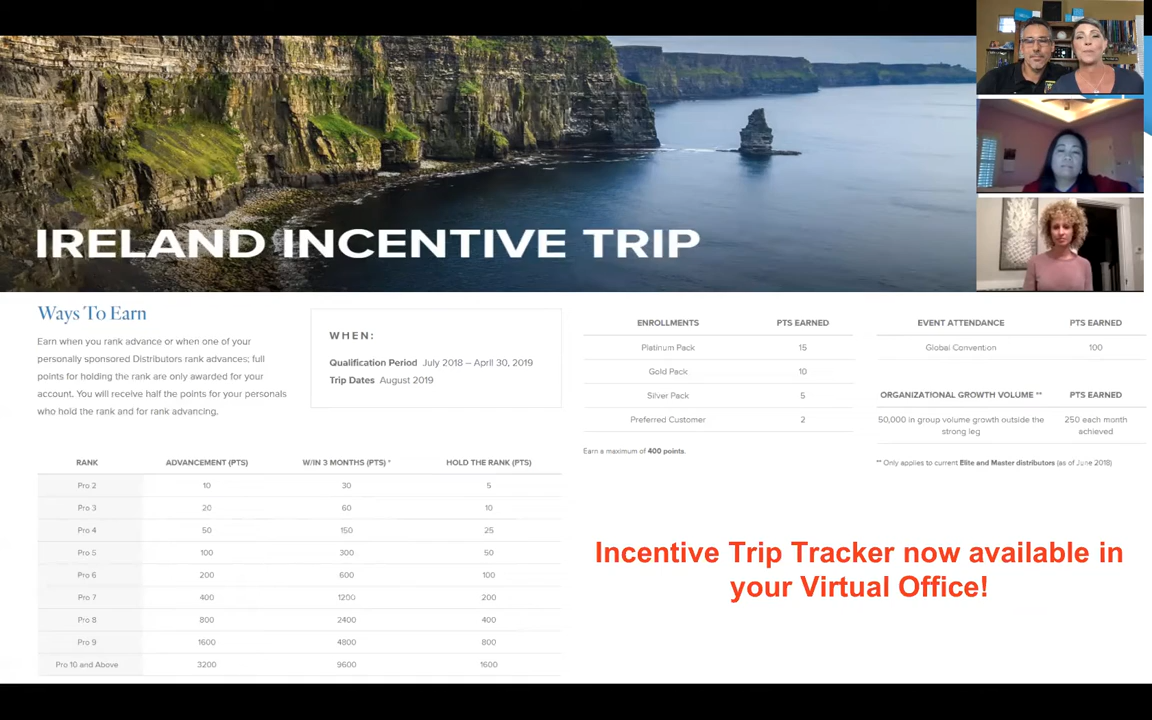 IRELAND INCENTIVE TRIP
Ways To Earn
Earn when you rank advance or when one of your
personally sponsored Distributors rank advances; full
points for holding the rank are only awarded for your
account. You will receive half the points for your personals
who hold the rank and for rank advancing.
WHEN:
Qualification Period July 2018 – April 30, 2019
Trip Dates August 2019
RANK ADVANCEMENT (PTS) W/IN 3 MONTHS (PTS) * HOLD THE RANK (PTS)
Pro 2 10 30 5
Pro 3 20 60 10
Pro 4 50 150 25
Pro 5 100 300 50
Pro 6 200 600 100
Pro 7 400 1200 200
Pro 8 800 2400 400
Pro 9 1600 4800 800
Pro 10 and Above 3200 9600 1600
ENROLLMENTS PTS EARNED
Platinum Pack 15
Gold Pack 10
Silver Pack 5
Preferred Customer 2
Earn a maximum of 400 points.
EVENT ATTENDANCE PTS EARNED
Global Convention 100
ORGANIZATIONAL GROWTH VOLUME ** PTS EARNED
50,000 in group volume growth outside the 250 each month
strong leg achieved
** Only applies to current Elite and Master distributors (as of June 2018)
Incentive Trip Tracker now available in
your Virtual Office!